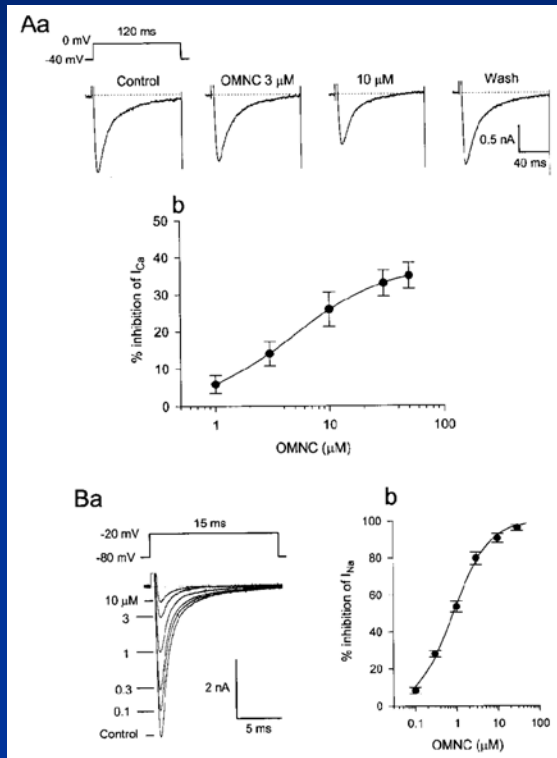 Aa
120 ms
0 mV
-40 mV
Control OMNC 3 μM 10 μM Wash
0.5 nA
40 ms
b
50
40
30
20
10
0
% inhibition of ICa
1 10 100
OMNC (μM)
Ba
15 ms
-20 mV
-80 mV
10 μM
3
1
0.3
0.1
Control
2 nA
5 ms
b
100
80
60
40
20
0
% inhibition of INa
0.1 1 10
OMNC (μM)